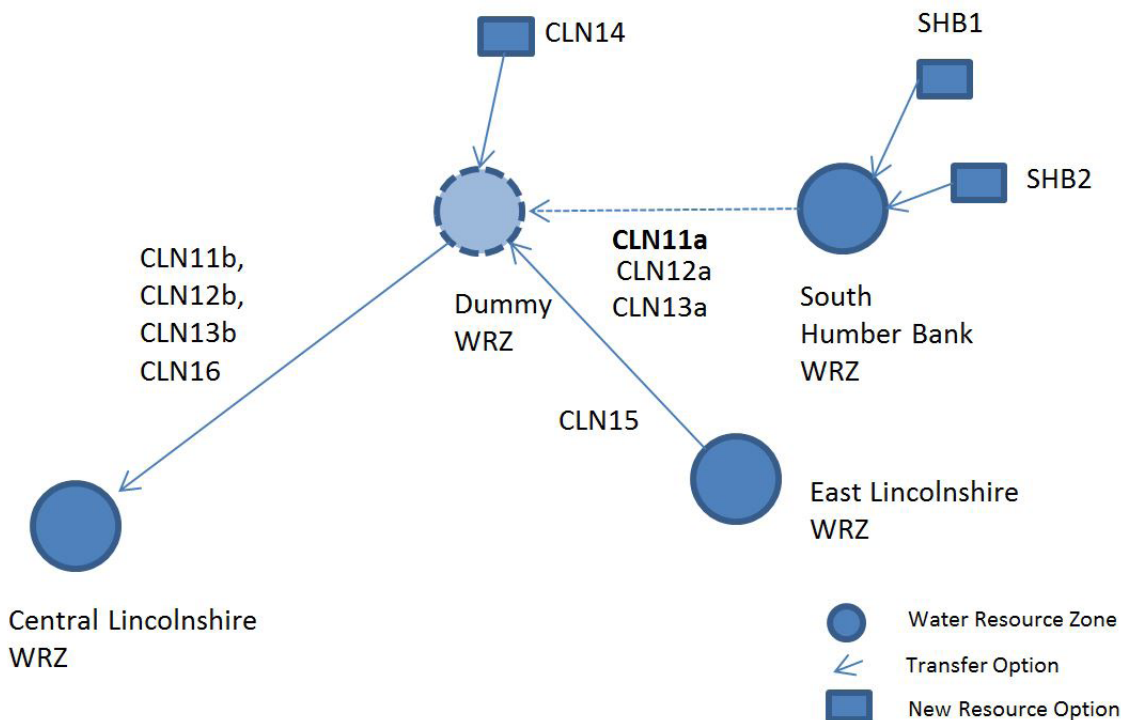 CLN14
SHB1
SHB2
CLN11b,
CLN12b,
CLN13b
CLN16
CLN11a
CLN12a
CLN13a
Dummy
WRZ
South
Humber Bank
WRZ
CLN15
East Lincolnshire
WRZ
Central Lincolnshire
WRZ
Water Resource Zone
Transfer Option
New Resource Option